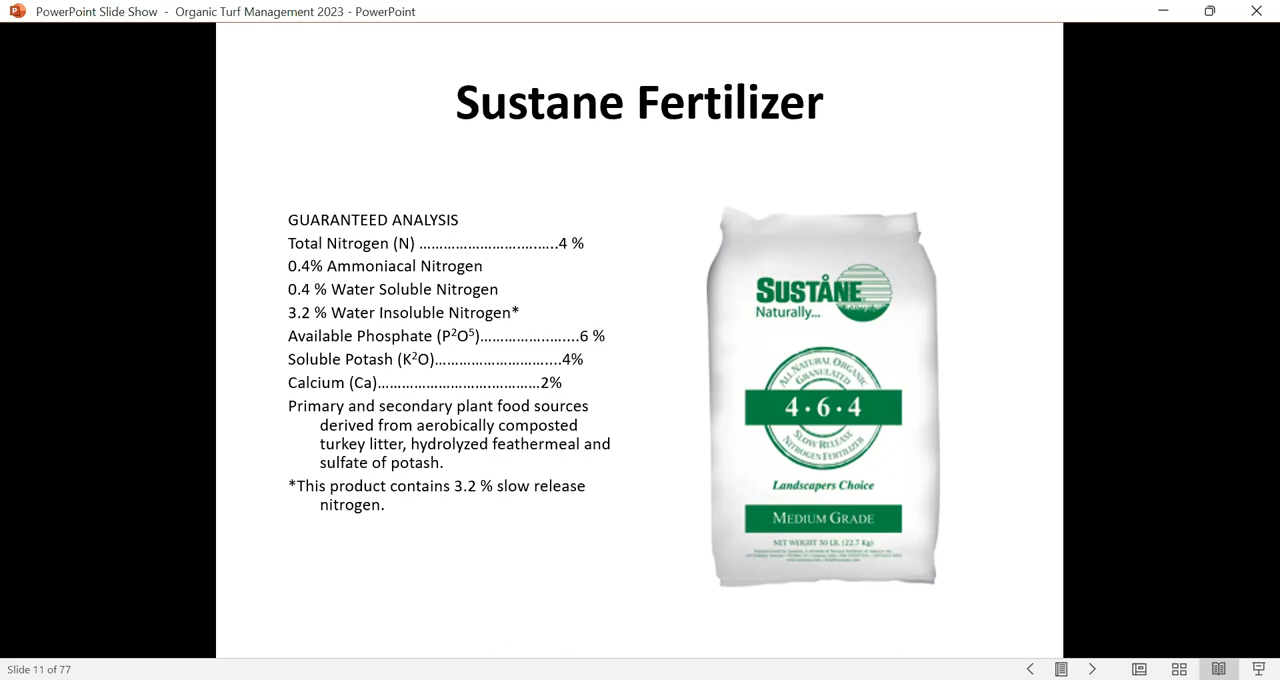 PowerPoint Slide Show - Organic Turf Management 2023 - PowerPoint
Sustane Fertilizer
GUARANTEED ANALYSIS
Total Nitrogen (N) ……………………..…….4 %
0.4% Ammoniacal Nitrogen
0.4 % Water Soluble Nitrogen
3.2 % Water Insoluble Nitrogen*
Available Phosphate (P²O⁵)…………….…....6 %
Soluble Potash (K²O)……………………....4%
Calcium (Ca)……………………….………2%
Primary and secondary plant food sources
derived from aerobically composted
turkey litter, hydrolyzed feathermeal and
sulfate of potash.
*This product contains 3.2 % slow release
nitrogen.
SUSTÅNE
Naturally...
ALL NATURAL ORGANIC
GRANULATED
4·6·4
SLOW RELEASE
NITROGEN FERTILIZER
Landscapers Choice
MEDIUM GRADE
NET WEIGHT 50 LB. (22.7 Kg)
Slide 11 of 77